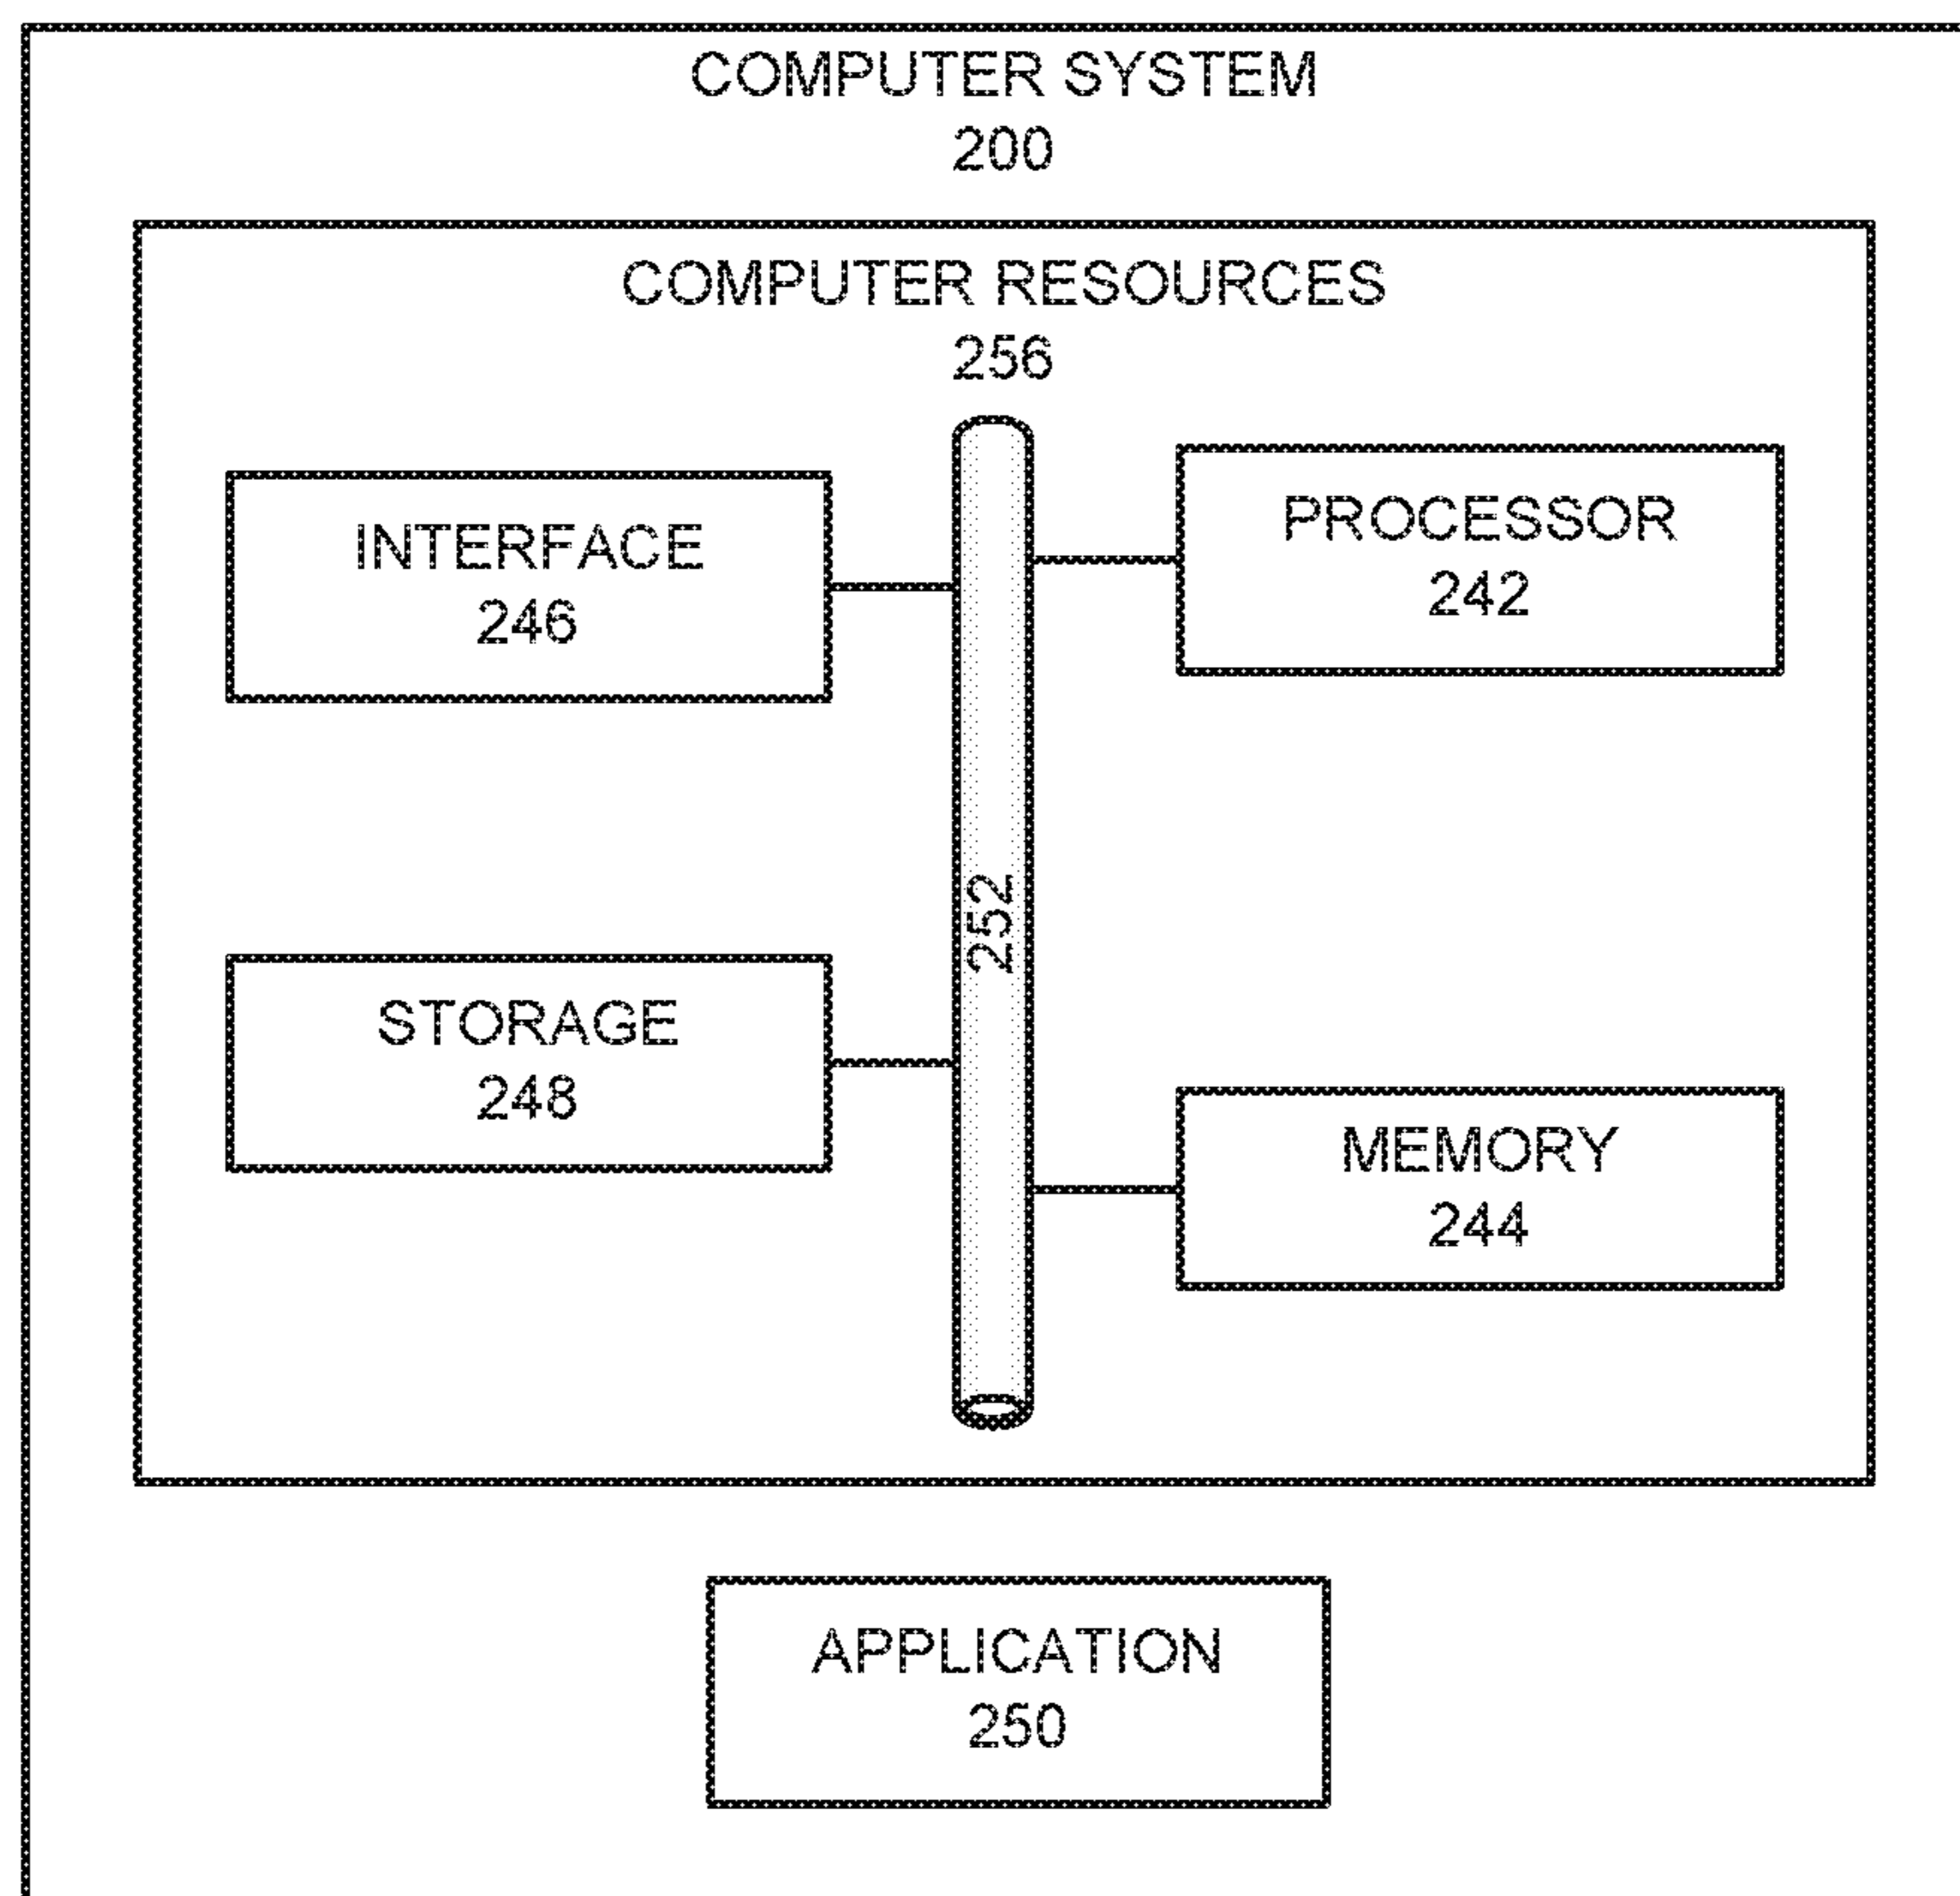 COMPUTER SYSTEM
200
COMPUTER RESOURCES
256
INTERFACE
246
PROCESSOR
242
252
STORAGE
248
MEMORY
244
APPLICATION
250